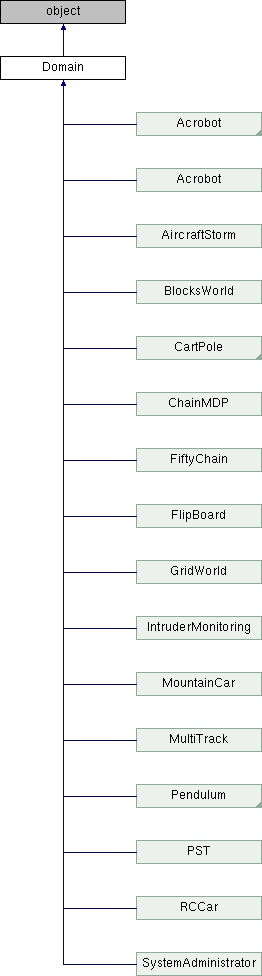 object
Domain
Acrobot
Acrobot
AircraftStorm
BlocksWorld
CartPole
ChainMDP
FiftyChain
FlipBoard
GridWorld
IntruderMonitoring
MountainCar
MultiTrack
Pendulum
PST
RCCar
SystemAdministrator